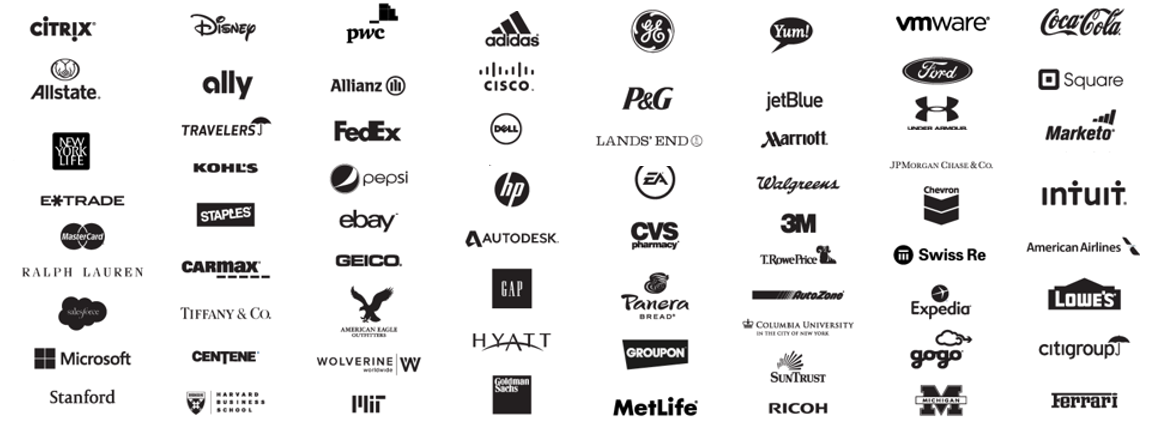 CİTRIX
Disney
pwc
adidas
GE
Yum!
vmware
Coca-Cola
Allstate.
ally
Allianz
CISCO
P&G
jetBlue
Ford
Square
NEW YORK LIFE
TRAVELERS
FedEx
DELL
LANDS' END
Marriott
UNDER ARMOUR
Marketo
KOHL'S
pepsi
hp
EA
Walgreens
JPMORGAN CHASE & CO.
Chevron
intuit
E*TRADE
STAPLES
ebay
AUTODESK
CVS
pharmacy
3M
MasterCard
CARMAX
GEICO
T.RowePrice
Swiss Re
American Airlines
RALPH LAUREN
GAP
Panera
BREAD
AutoZone
Expedia
LOWE'S
salesforce
TIFFANY & CO.
AMERICAN EAGLE
OUTFITTERS
HYATT
COLUMBIA UNIVERSITY
IN THE CITY OF NEW YORK
gogo
citigroup
Microsoft
CENTENE
WOLVERINE
worldwide
W
GROUPON
SUNTRUST
Stanford
HARVARD
BUSINESS
SCHOOL
MIT
Goldman
Sachs
MetLife
RICOH
M
MICHIGAN
Ferrari